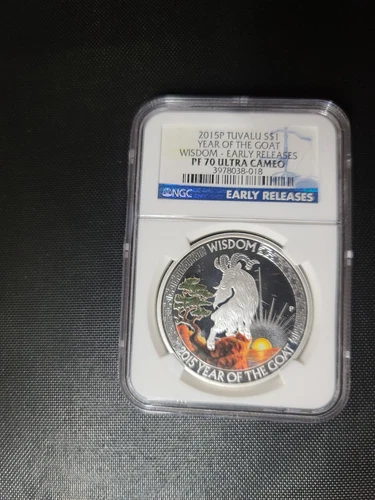 2015P TUVALU S$1
YEAR OF THE GOAT
WISDOM - EARLY RELEASES
PF 70 ULTRA CAMEO
3978038-018
NGC
EARLY RELEASES
WISDOM
2015 YEAR OF THE GOAT
P